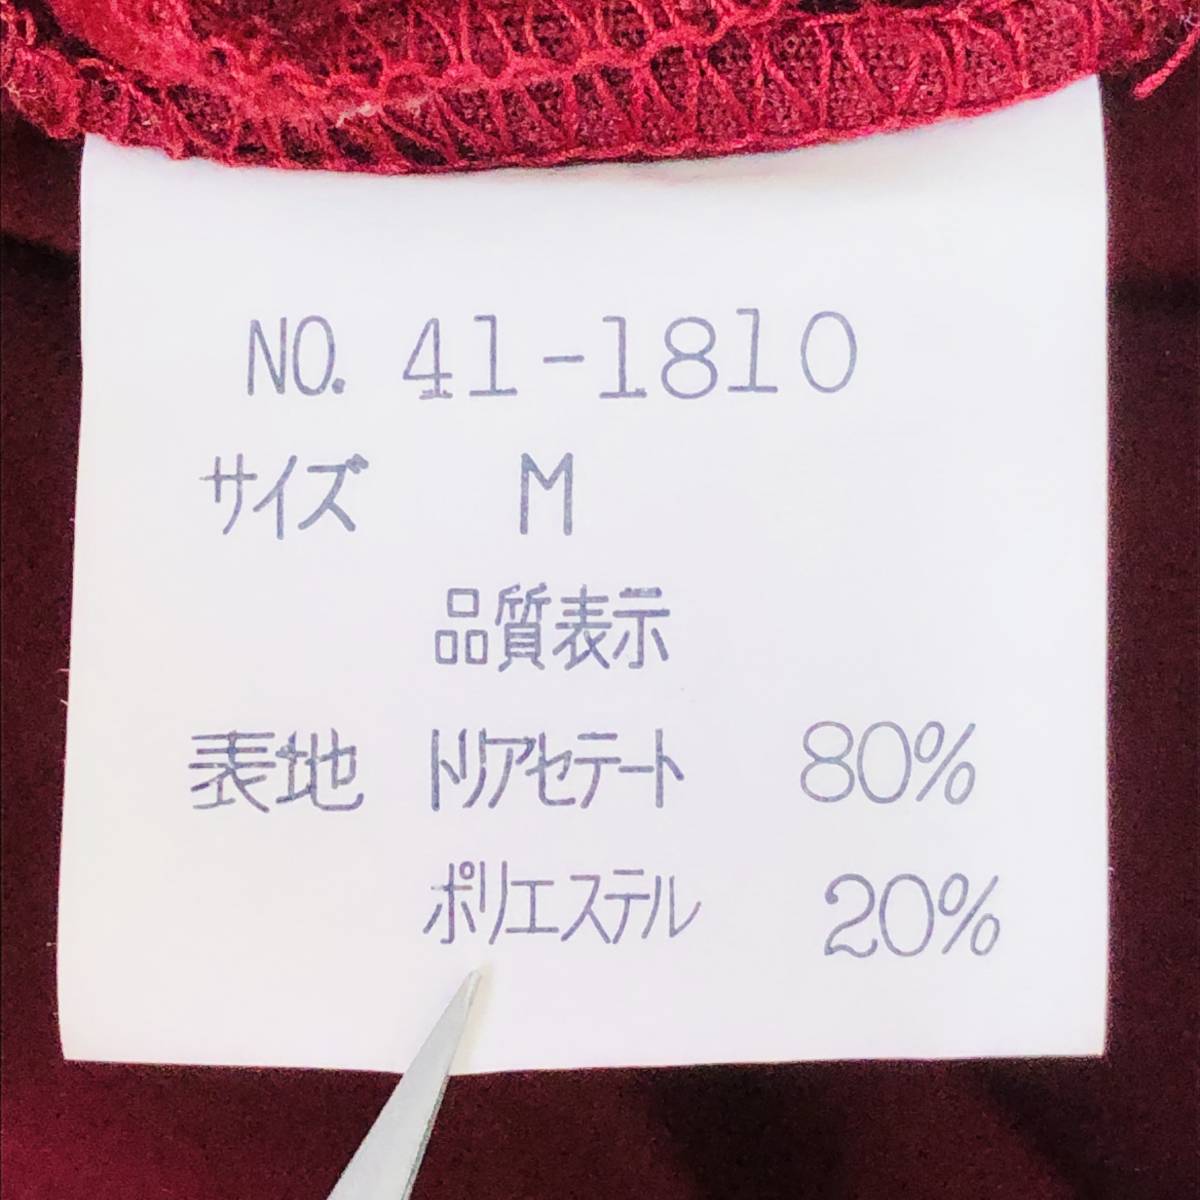 NO. 41-1810
サイズ M
品質表示
表地 トリアセテート 80%
ポリエステル 20%